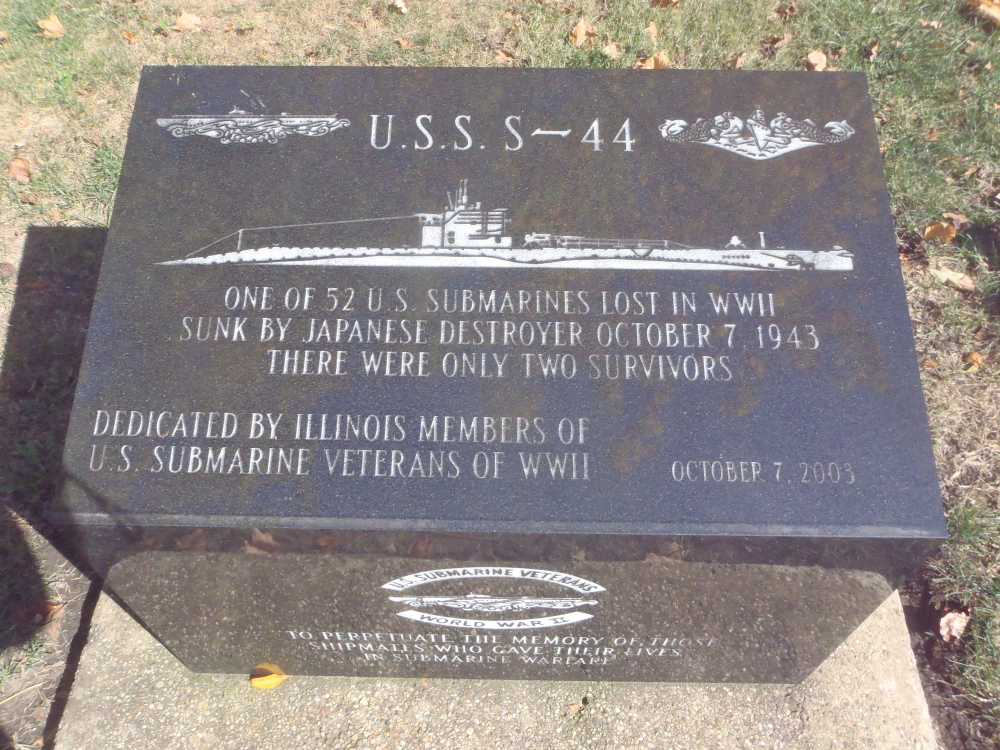 U.S.S. S-44
ONE OF 52 U.S. SUBMARINES LOST IN WWII
SUNK BY JAPANESE DESTROYER OCTOBER 7, 1943
THERE WERE ONLY TWO SURVIVORS
DEDICATED BY ILLINOIS MEMBERS OF
U.S. SUBMARINE VETERANS OF WWII
OCTOBER 7, 2003
U.S. SUBMARINE VETERANS
WORLD WAR II
TO PERPETUATE THE MEMORY OF THOSE
SHIPMATES WHO GAVE THEIR LIVES
IN SUBMARINE WARFARE